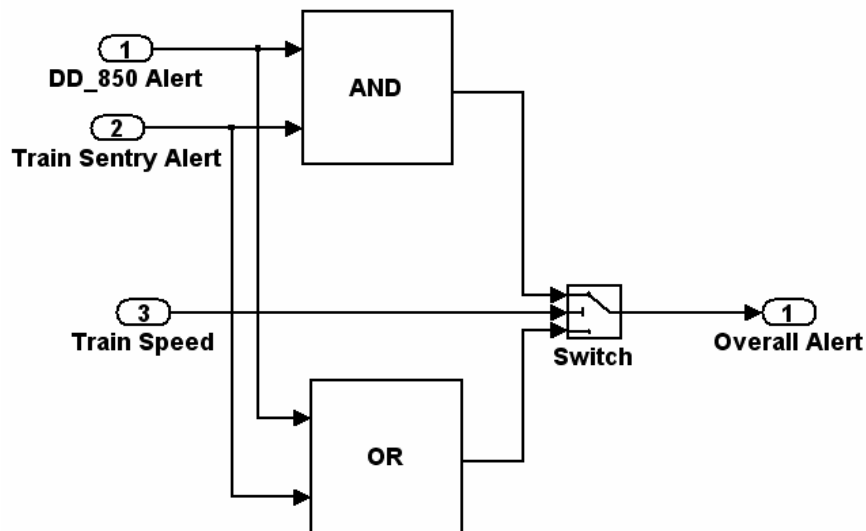 1
DD_850 Alert
AND
2
Train Sentry Alert
3
Train Speed
Switch
1
Overall Alert
OR